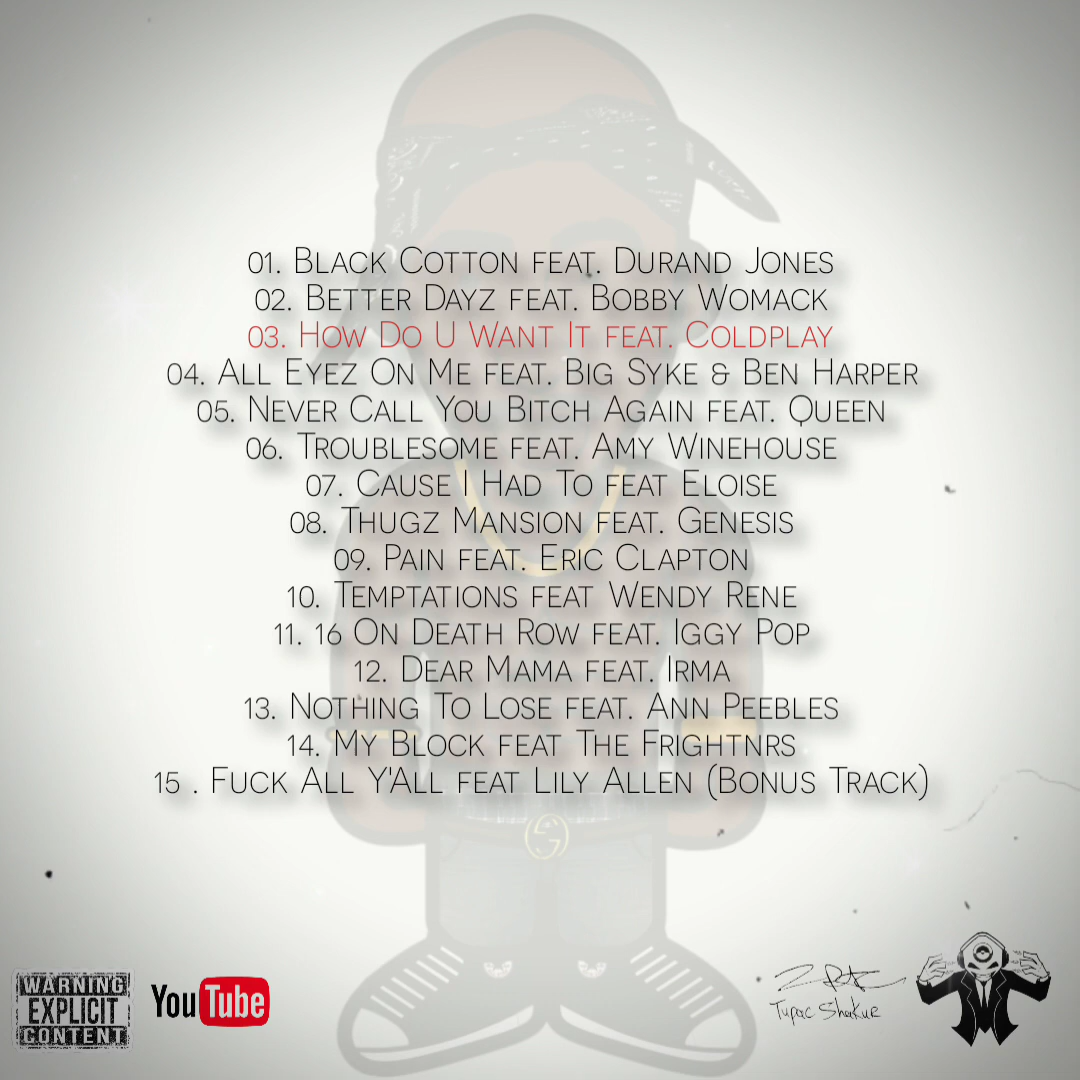 01. Black Cotton feat. Durand Jones
02. Better Dayz feat. Bobby Womack
03. How Do U Want It feat. Coldplay
04. All Eyez On Me feat. Big Syke & Ben Harper
05. Never Call You Bitch Again feat. Queen
06. Troublesome feat. Amy Winehouse
07. Cause I Had To feat Eloise
08. Thugz Mansion feat. Genesis
09. Pain feat. Eric Clapton
10. Temptations feat Wendy Rene
11. 16 On Death Row feat. Iggy Pop
12. Dear Mama feat. Irma
13. Nothing To Lose feat. Ann Peebles
14. My Block feat The Frightnrs
15 . Fuck All Y'All feat Lily Allen (Bonus Track)
WARNING
EXPLICIT
CONTENT
YouTube
Tupac Shakur